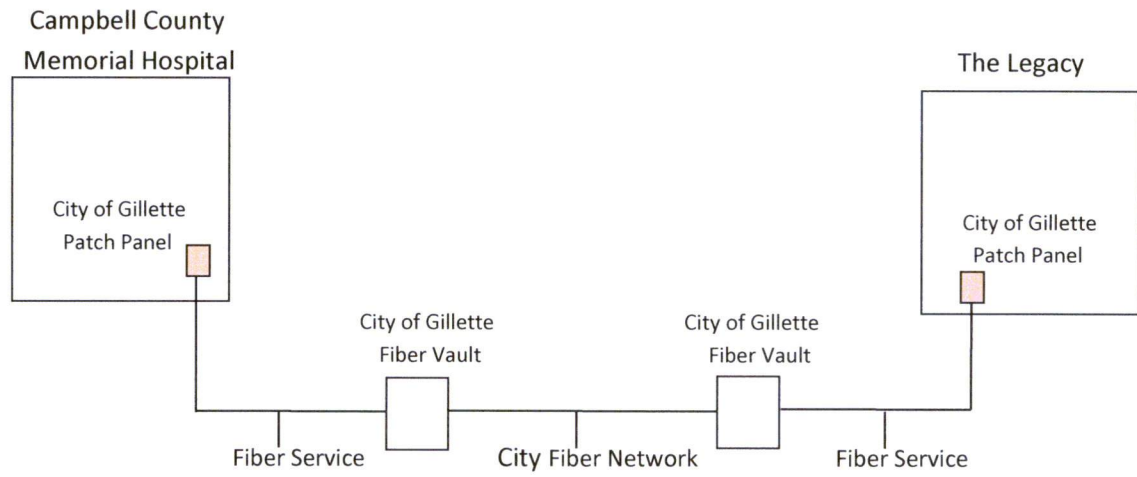 Campbell County
Memorial Hospital
The Legacy
City of Gillette
Patch Panel
City of Gillette
Patch Panel
City of Gillette
Fiber Vault
City of Gillette
Fiber Vault
Fiber Service
City Fiber Network
Fiber Service